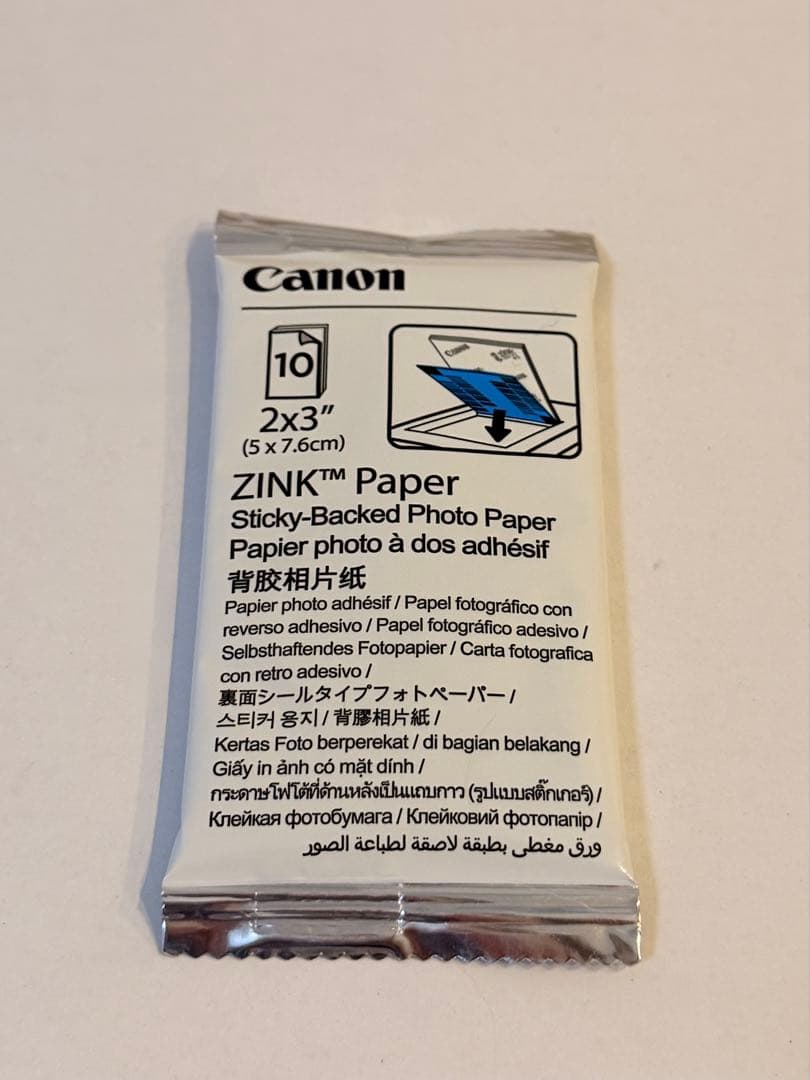 Canon
10
2x3"
(5 x 7.6cm)
Canon
ZINK™ Paper
Sticky-Backed Photo Paper
Papier photo à dos adhésif
背胶相片纸
Papier photo adhésif / Papel fotográfico con
reverso adhesivo / Papel fotográfico adesivo /
Selbsthaftendes Fotopapier / Carta fotografica
con retro adesivo /
裏面シールタイプフォトペーパー /
스티커 용지 / 背膠相片紙 /
Kertas Foto berperekat / di bagian belakang /
Giấy in ảnh có mặt dính /
กระดาษโฟโต้ที่ด้านหลังเป็นแถบกาว (รูปแบบสติ๊กเกอร์) /
Клейкая фотобумага / Клейковий фотопапір /
ورق مغطى بطبقة لاصقة لطباعة الصور